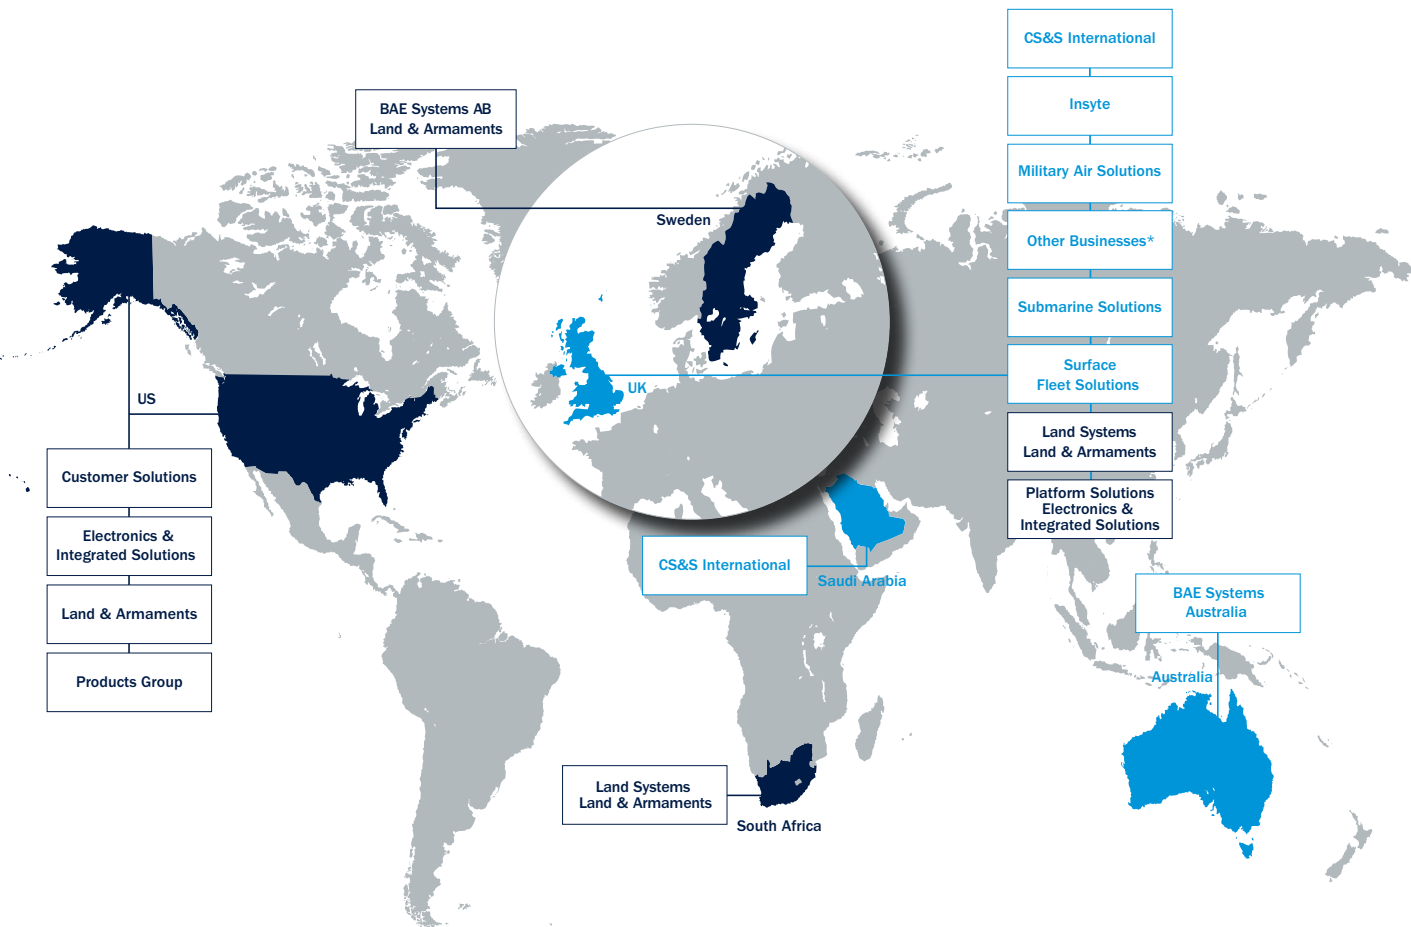 CS&S International
Insyte
Military Air Solutions
Other Businesses*
Submarine Solutions
Surface
Fleet Solutions
Land Systems
Land & Armaments
Platform Solutions
Electronics &
Integrated Solutions
BAE Systems AB
Land & Armaments
Sweden
UK
US
Customer Solutions
Electronics &
Integrated Solutions
Land & Armaments
Products Group
CS&S International
Saudi Arabia
BAE Systems
Australia
Australia
Land Systems
Land & Armaments
South Africa